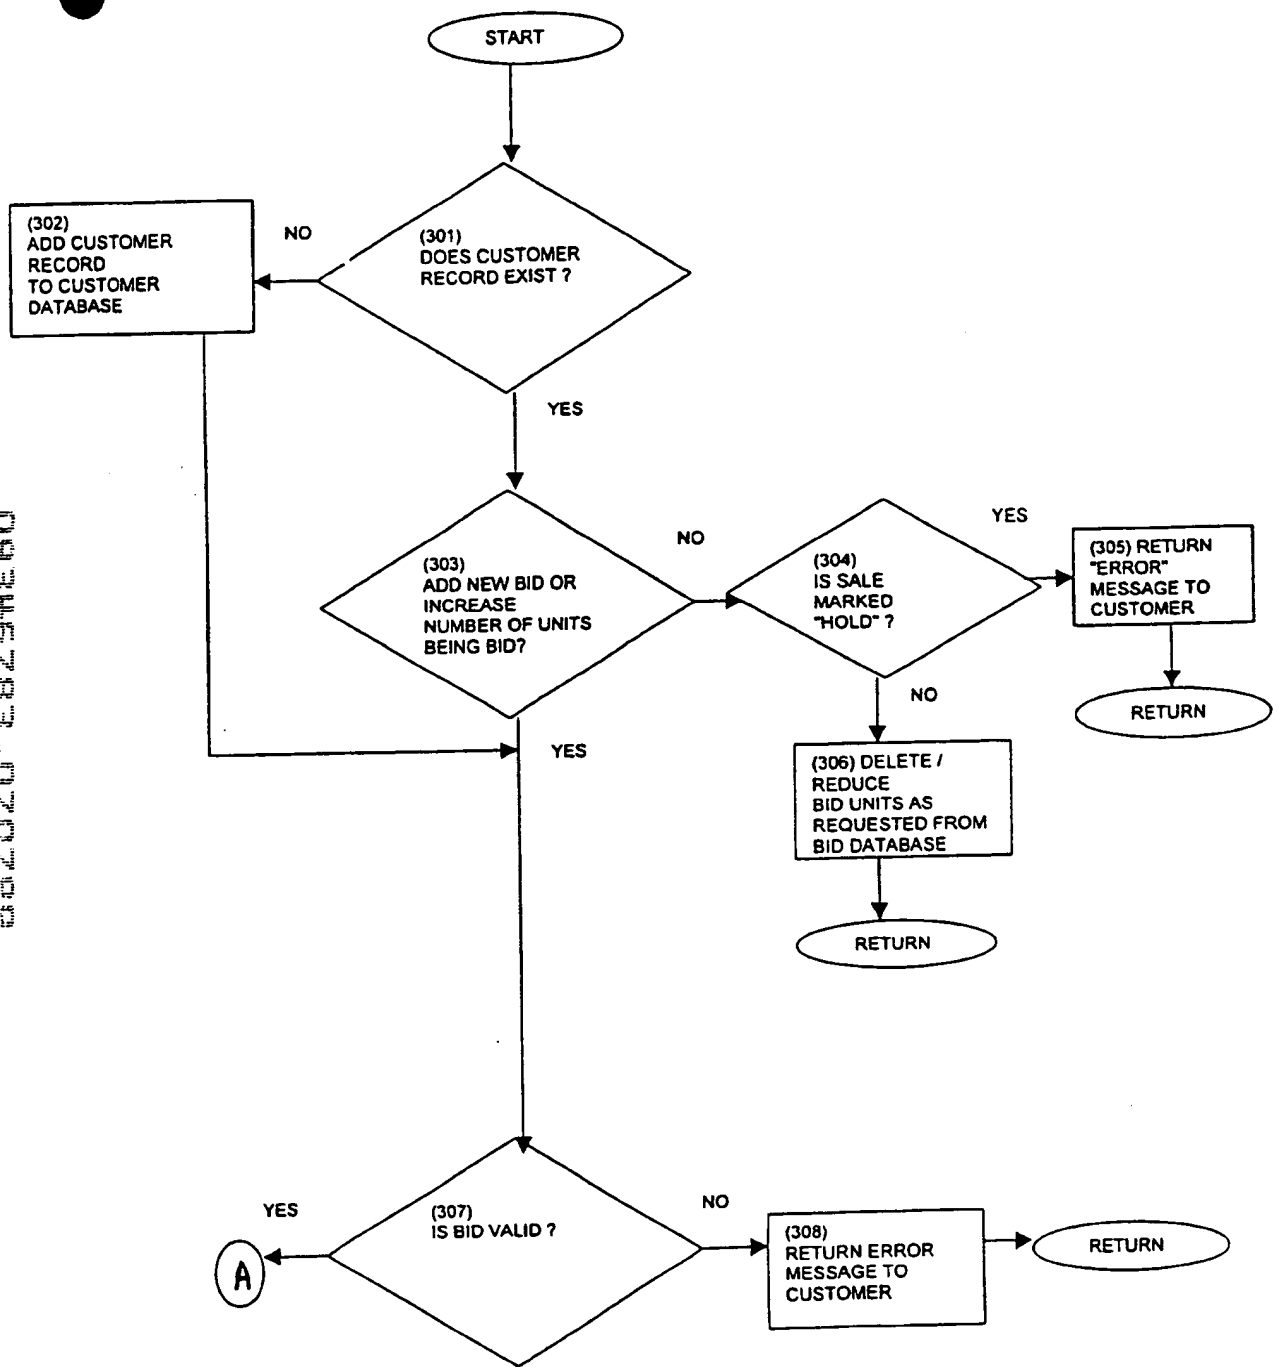 START
(302)
ADD CUSTOMER
RECORD
TO CUSTOMER
DATABASE
NO
(301)
DOES CUSTOMER
RECORD EXIST ?
YES
(303)
ADD NEW BID OR
INCREASE
NUMBER OF UNITS
BEING BID?
NO
(304)
IS SALE
MARKED
"HOLD" ?
YES
(305) RETURN
"ERROR"
MESSAGE TO
CUSTOMER
RETURN
NO
YES
(306) DELETE /
REDUCE
BID UNITS AS
REQUESTED FROM
BID DATABASE
RETURN
YES
A
(307)
IS BID VALID ?
NO
(308)
RETURN ERROR
MESSAGE TO
CUSTOMER
RETURN